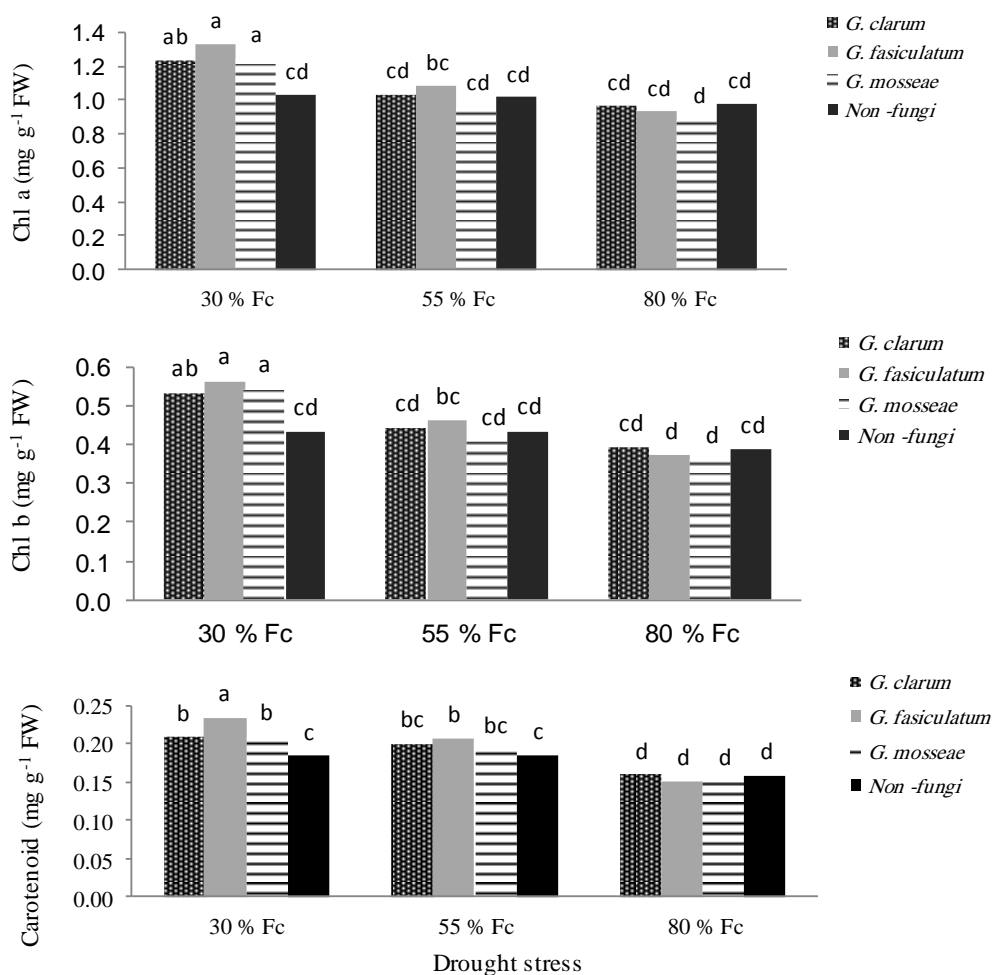 Chl a (mg g-1 FW)
1.4
1.2
1.0
0.8
0.6
0.4
0.2
0.0
ab a a cd
cd bc cd cd
cd cd d cd
30 % Fc 55 % Fc 80 % Fc
G. clarum
G. fasiculatum
G. mosseae
Non -fungi
Chl b (mg g-1 FW)
0.6
0.5
0.4
0.3
0.2
0.1
0.0
ab a a cd
cd bc cd cd
cd d d cd
30 % Fc 55 % Fc 80 % Fc
G. clarum
G. fasiculatum
G. mosseae
Non -fungi
Carotenoid (mg g-1 FW)
0.25
0.20
0.15
0.10
0.05
0.00
b a b c
bc b bc c
d d d d
30 % Fc 55 % Fc 80 % Fc
Drought stress
G. clarum
G. fasiculatum
G. mosseae
Non -fungi